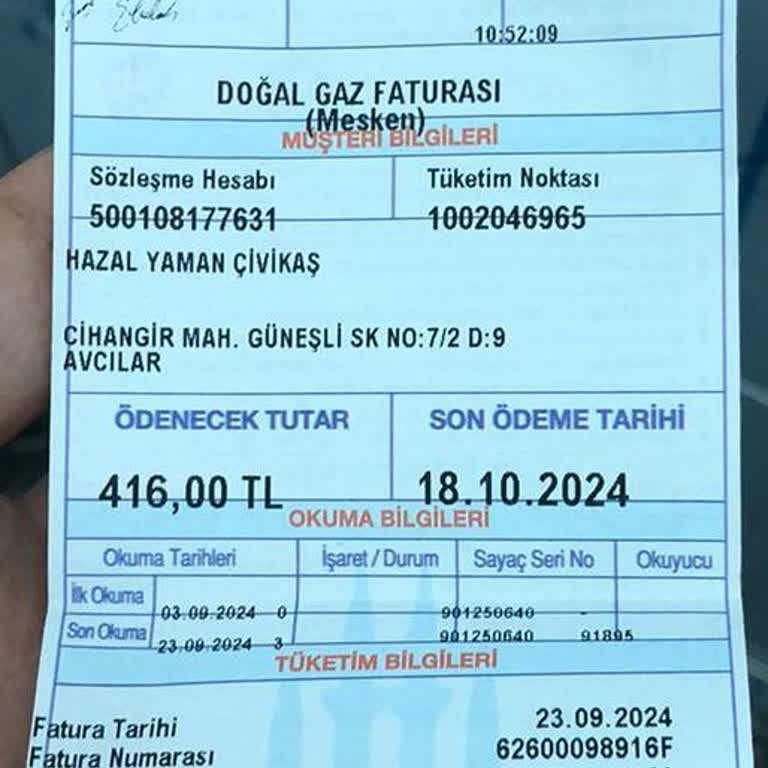 10:52:09
DOĞAL GAZ FATURASI
(Mesken)
MÜŞTERİ BİLGİLERİ
Sözleşme Hesabı Tüketim Noktası
500108177631 1002046965
HAZAL YAMAN ÇİVİKAŞ
CİHANGİR MAH. GÜNEŞLİ SK NO:7/2 D:9
AVCILAR
ÖDENECEK TUTAR SON ÖDEME TARİHİ
416,00 TL 18.10.2024
OKUMA BİLGİLERİ
Okuma Tarihleri İşaret / Durum Sayaç Seri No Okuyucu
İlk Okuma 03.09.2024 0 901250640 -
Son Okuma 23.09.2024 3 901250640 91895
TÜKETİM BİLGİLERİ
Fatura Tarihi 23.09.2024
Fatura Numarası 62600098916F